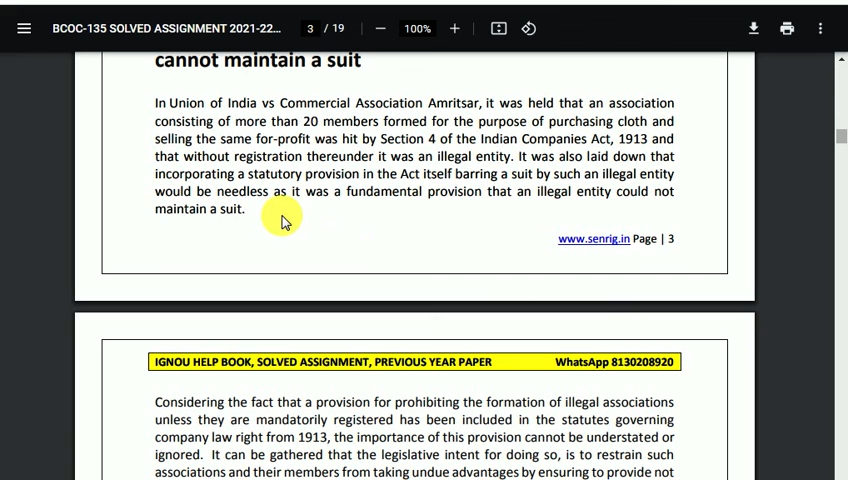 BCOC-135 SOLVED ASSIGNMENT 2021-22... 3 / 19 100%
cannot maintain a suit
In Union of India vs Commercial Association Amritsar, it was held that an association
consisting of more than 20 members formed for the purpose of purchasing cloth and
selling the same for-profit was hit by Section 4 of the Indian Companies Act, 1913 and
that without registration thereunder it was an illegal entity. It was also laid down that
incorporating a statutory provision in the Act itself barring a suit by such an illegal entity
would be needless as it was a fundamental provision that an illegal entity could not
maintain a suit.
www.senrig.in Page | 3
IGNOU HELP BOOK, SOLVED ASSIGNMENT, PREVIOUS YEAR PAPER WhatsApp 8130208920
Considering the fact that a provision for prohibiting the formation of illegal associations
unless they are mandatorily registered has been included in the statutes governing
company law right from 1913, the importance of this provision cannot be understated or
ignored. It can be gathered that the legislative intent for doing so, is to restrain such
associations and their members from taking undue advantages by ensuring to provide not